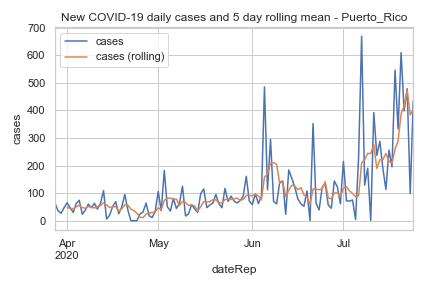 New COVID-19 daily cases and 5 day rolling mean - Puerto_Rico
cases
cases (rolling)
700
600
500
400
300
200
100
0
cases
Apr
2020
May
Jun
Jul
dateRep